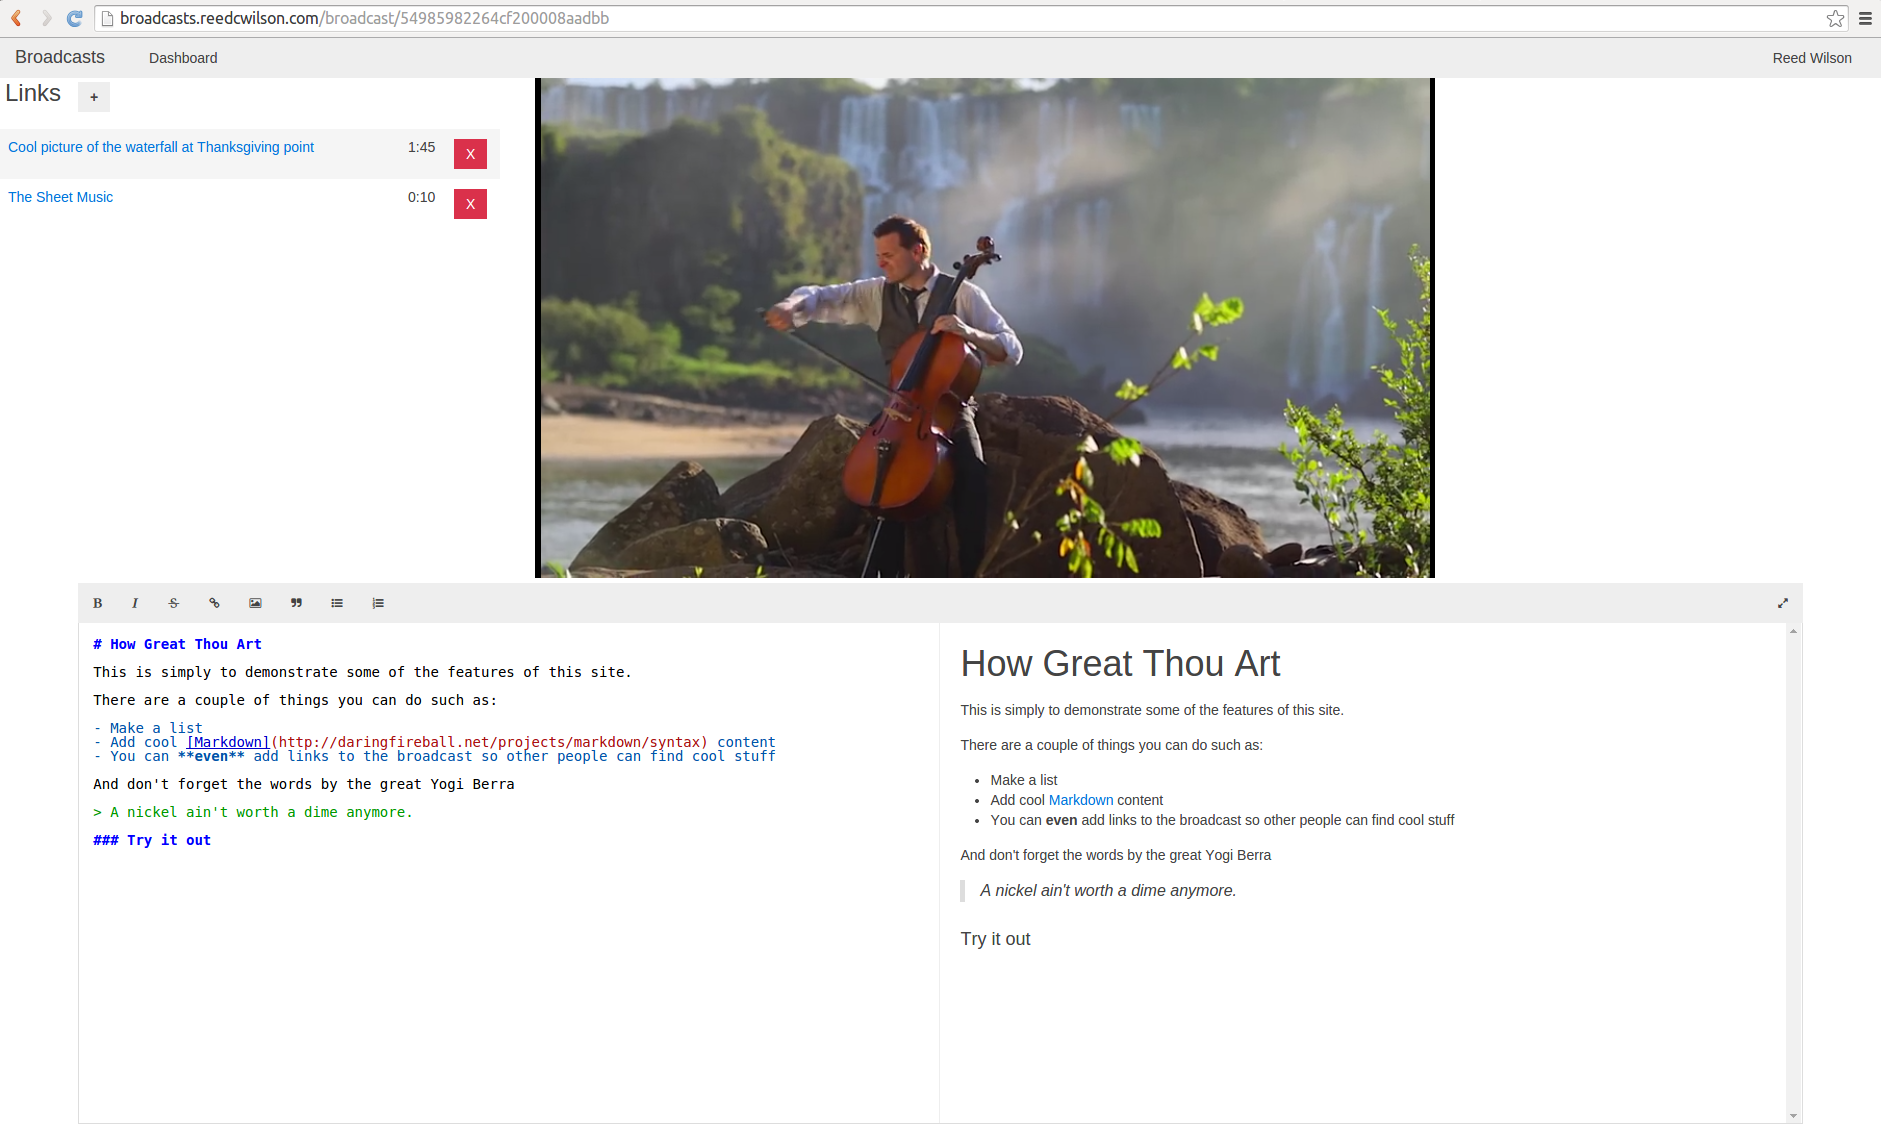 broadcasts.reedcwilson.com/broadcast/54985982264cf200008aadbb
Broadcasts Dashboard Reed Wilson
Links +
Cool picture of the waterfall at Thanksgiving point 1:45 X
The Sheet Music 0:10 X
B I S
# How Great Thou Art
This is simply to demonstrate some of the features of this site.
There are a couple of things you can do such as:
- Make a list
- Add cool [Markdown](http://daringfireball.net/projects/markdown/syntax) content
- You can **even** add links to the broadcast so other people can find cool stuff
And don't forget the words by the great Yogi Berra
> A nickel ain't worth a dime anymore.
### Try it out
How Great Thou Art
This is simply to demonstrate some of the features of this site.
There are a couple of things you can do such as:
• Make a list
• Add cool Markdown content
• You can even add links to the broadcast so other people can find cool stuff
And don't forget the words by the great Yogi Berra
A nickel ain't worth a dime anymore.
Try it out